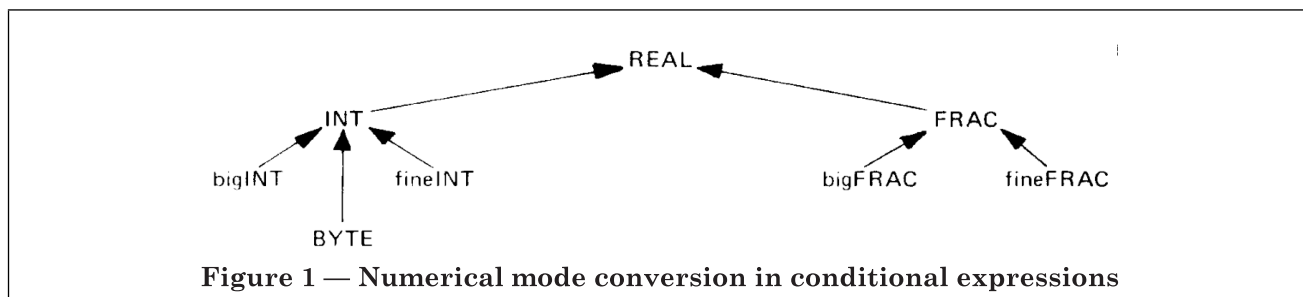 REAL
INT FRAC
bigINT fineINT bigFRAC fineFRAC
BYTE
Figure 1 — Numerical mode conversion in conditional expressions